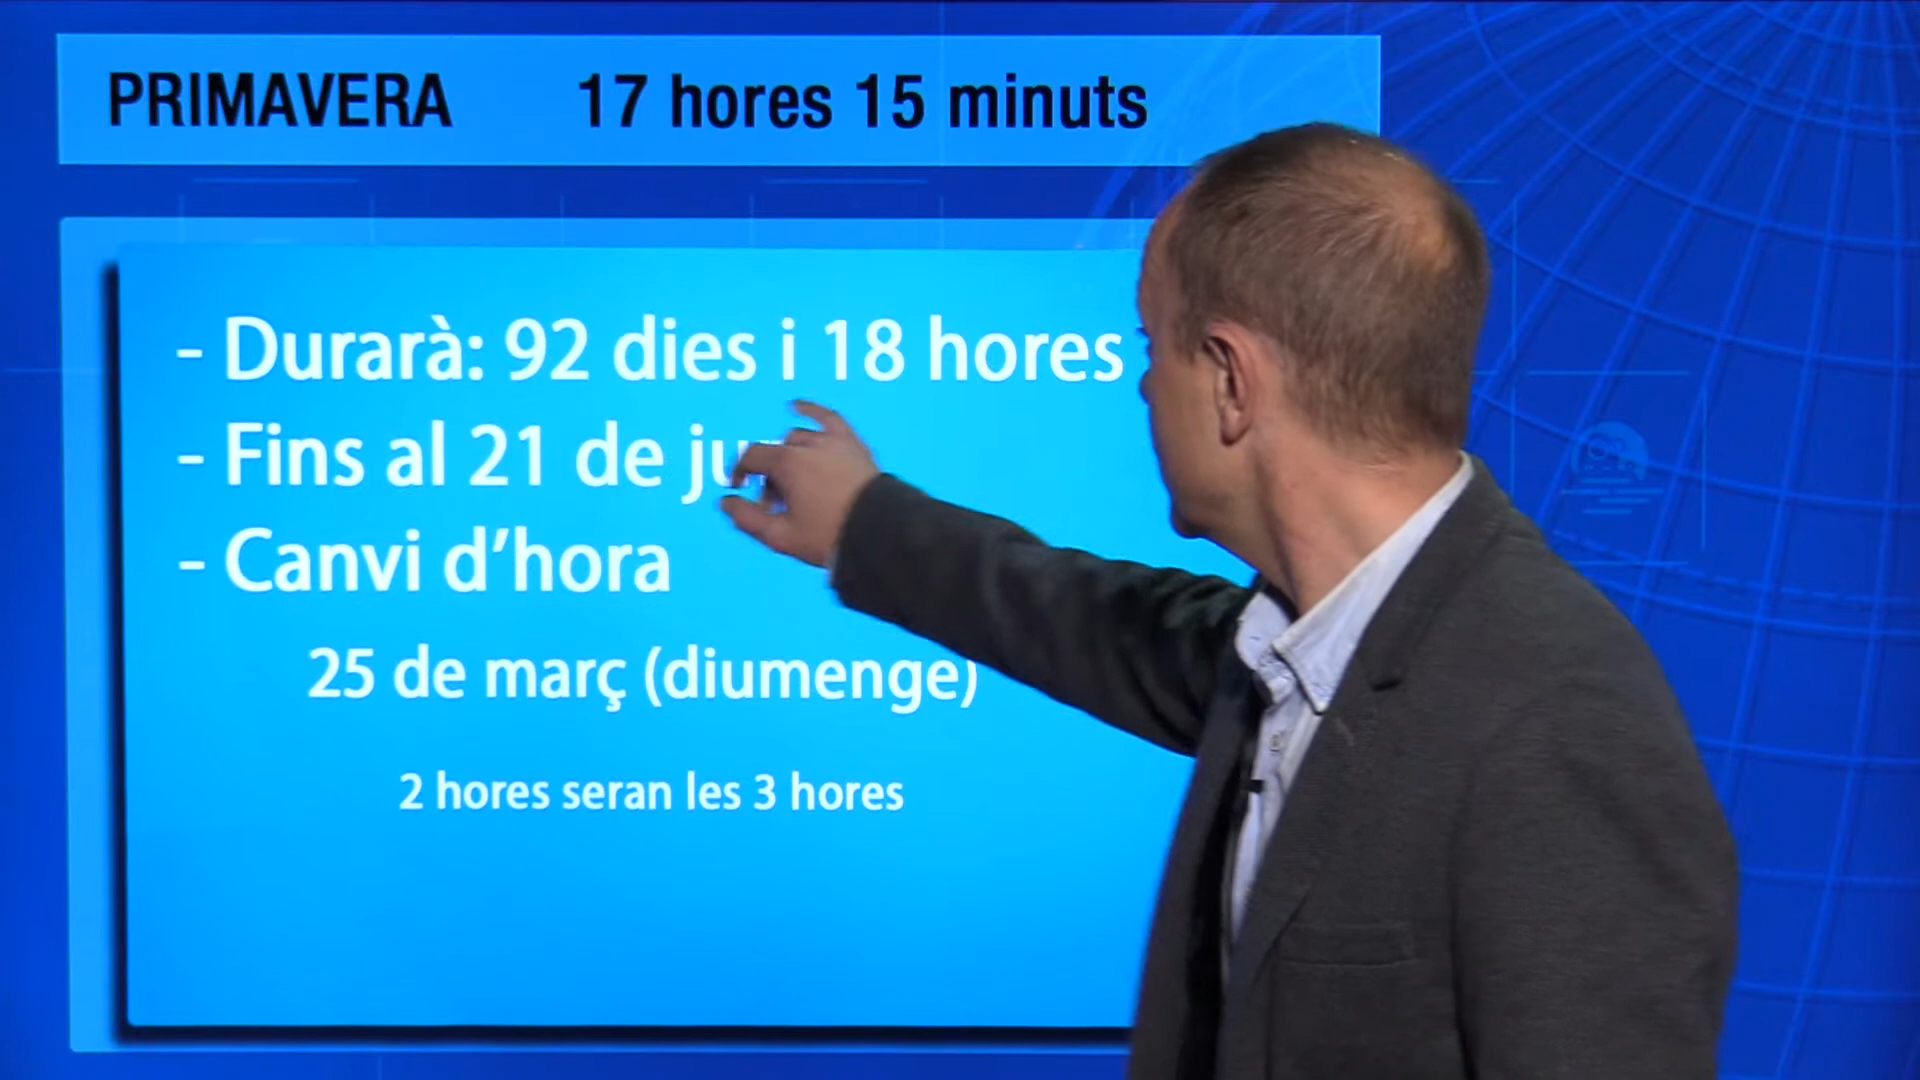 PRIMAVERA 17 hores 15 minuts
- Durarà: 92 dies i 18 hores
- Fins al 21 de
- Canvi d’hora
25 de març (diumenge)
2 hores seran les 3 hores